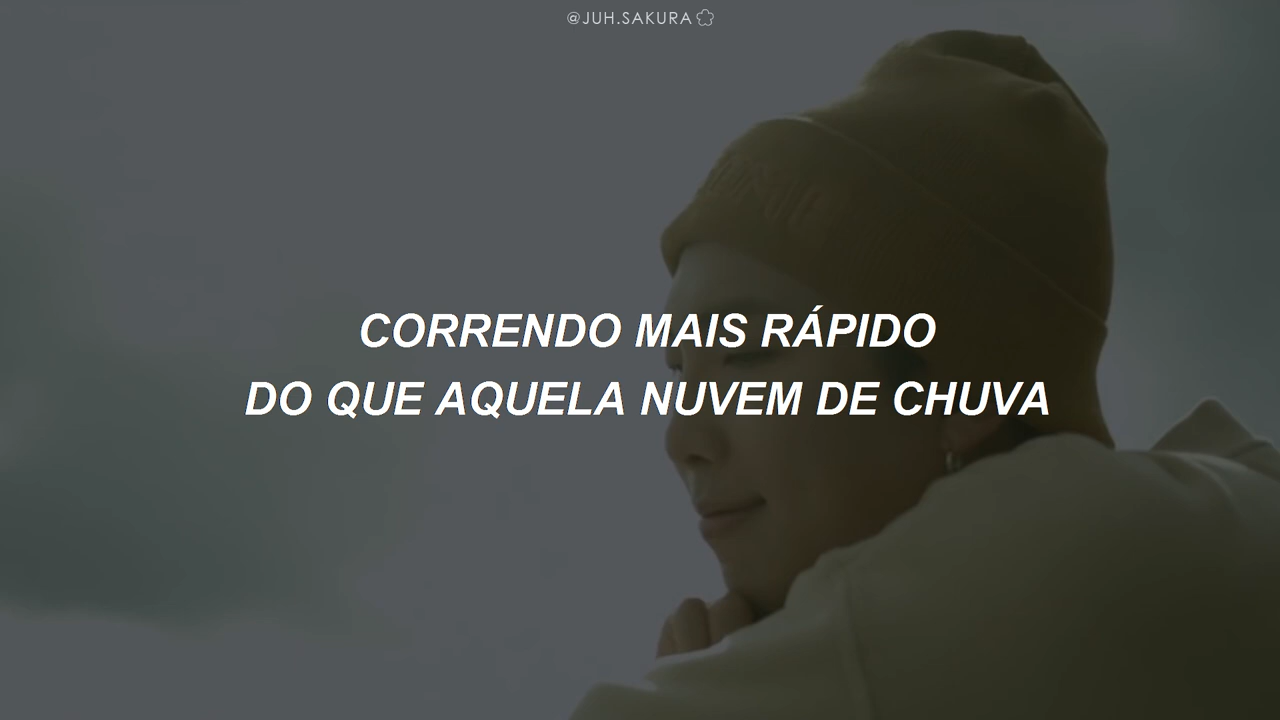 @JUH.SAKURA
CORRENDO MAIS RÁPIDO
DO QUE AQUELA NUVEM DE CHUVA